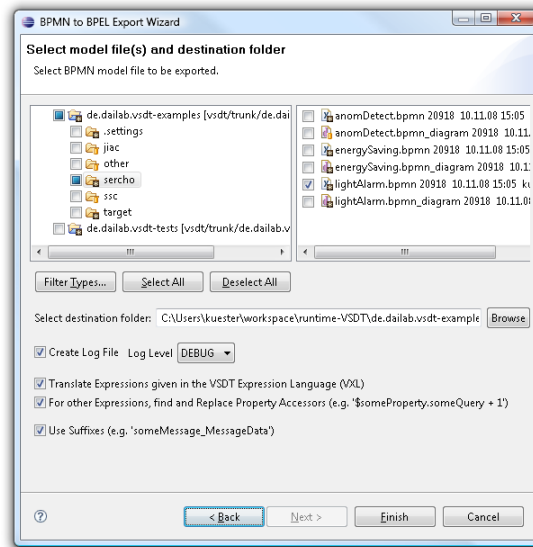 BPMN to BPEL Export Wizard
Select model file(s) and destination folder
Select BPMN model file to be exported.
de.dailab.vsdt-examples [vsdt/trunk/de.dai
.settings
jiac
other
sercho
ssc
target
de.dailab.vsdt-tests [vsdt/trunk/de.dailab.v
anomDetect.bpmn 20918 10.11.08 15:05
anomDetect.bpmn_diagram 20918 10.11.
energySaving.bpmn 20918 10.11.08 15:05
energySaving.bpmn_diagram 20918 10.1
lightAlarm.bpmn 20918 10.11.08 15:05 ku
lightAlarm.bpmn_diagram 20918 10.11.08
Filter Types... Select All Deselect All
Select destination folder: C:\Users\kuester\workspace\runtime-VSDT\de.dailab.vsdt-example Browse
Create Log File Log Level DEBUG
Translate Expressions given in the VSDT Expression Language (VXL)
For other Expressions, find and Replace Property Accessors (e.g. '$someProperty.someQuery + 1')
Use Suffixes (e.g. 'someMessage_MessageData')
? < Back Next > Finish Cancel